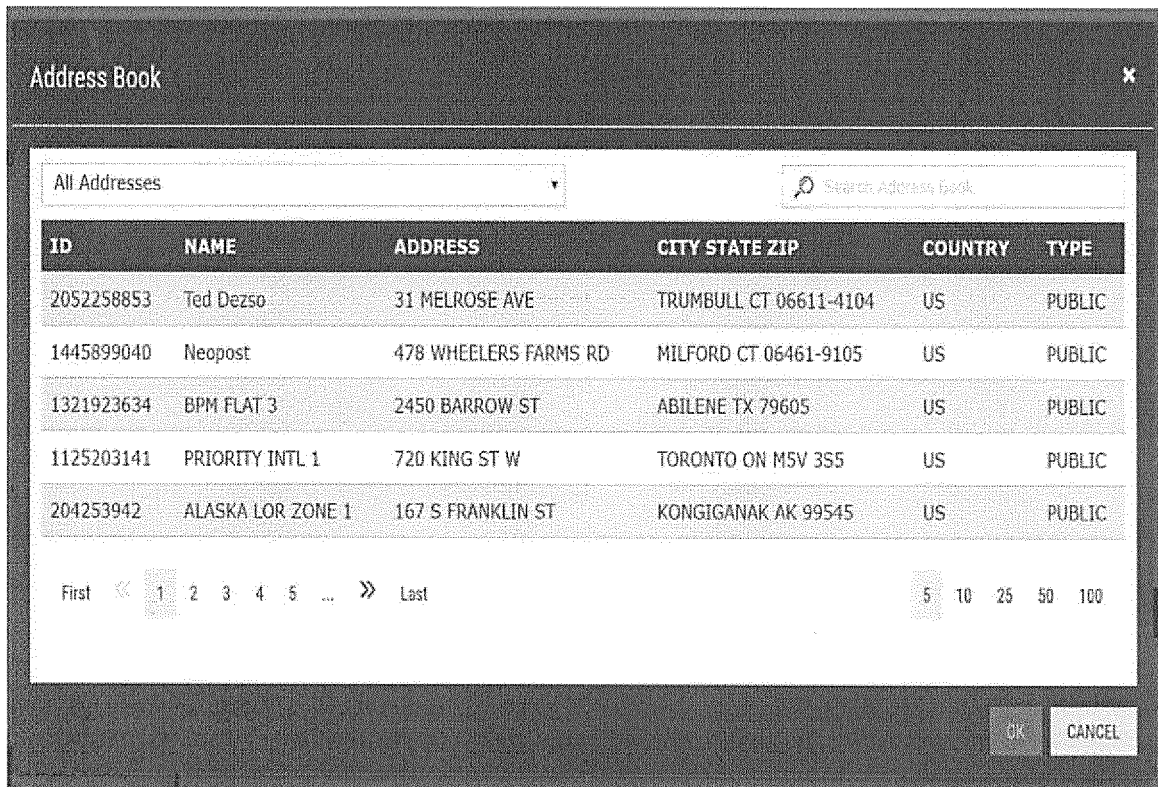 Address Book ×
All Addresses Search Address Book
ID NAME ADDRESS CITY STATE ZIP COUNTRY TYPE
2052258853 Ted Dezso 31 MELROSE AVE TRUMBULL CT 06611-4104 US PUBLIC
1445899040 Neopost 478 WHEELERS FARMS RD MILFORD CT 06461-9105 US PUBLIC
1321923634 BPM FLAT 3 2450 BARROW ST ABILENE TX 79605 US PUBLIC
1125203141 PRIORITY INTL 1 720 KING ST W TORONTO ON M5V 3S5 US PUBLIC
204253942 ALASKA LOR ZONE 1 167 S FRANKLIN ST KONGIGANAK AK 99545 US PUBLIC
First « 1 2 3 4 5 ... » Last 5 10 25 50 100
OK CANCEL